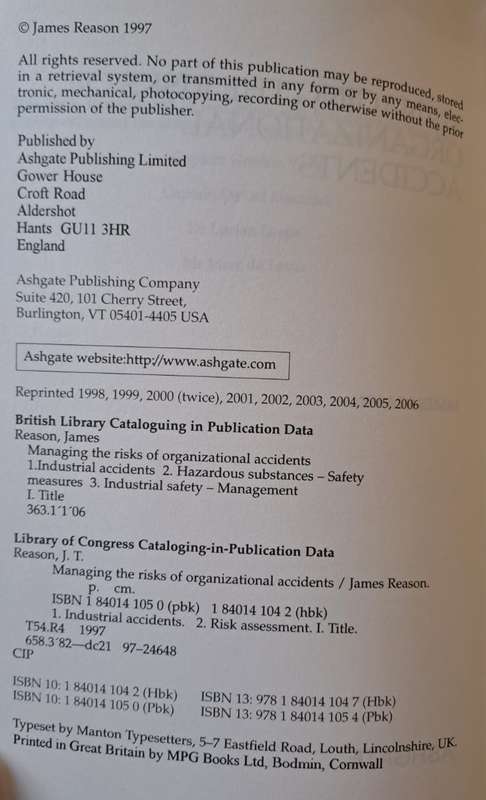 © James Reason 1997
All rights reserved. No part of this publication may be reproduced, stored
in a retrieval system, or transmitted in any form or by any means, elec-
tronic, mechanical, photocopying, recording or otherwise without the prior
permission of the publisher.
Published by
Ashgate Publishing Limited
Gower House
Croft Road
Aldershot
Hants GU11 3HR
England
Ashgate Publishing Company
Suite 420, 101 Cherry Street,
Burlington, VT 05401-4405 USA
Ashgate website:http://www.ashgate.com
Reprinted 1998, 1999, 2000 (twice), 2001, 2002, 2003, 2004, 2005, 2006
British Library Cataloguing in Publication Data
Reason, James
Managing the risks of organizational accidents
1.Industrial accidents 2. Hazardous substances – Safety
measures 3. Industrial safety – Management
I. Title
363.1´1´06
Library of Congress Cataloging-in-Publication Data
Reason, J. T.
Managing the risks of organizational accidents / James Reason.
p. cm.
ISBN 1 84014 105 0 (pbk) 1 84014 104 2 (hbk)
1. Industrial accidents. 2. Risk assessment. I. Title.
T54.R4 1997
658.3´82—dc21 97–24648
CIP
ISBN 10: 1 84014 104 2 (Hbk) ISBN 13: 978 1 84014 104 7 (Hbk)
ISBN 10: 1 84014 105 0 (Pbk) ISBN 13: 978 1 84014 105 4 (Pbk)
Typeset by Manton Typesetters, 5–7 Eastfield Road, Louth, Lincolnshire, UK.
Printed in Great Britain by MPG Books Ltd, Bodmin, Cornwall